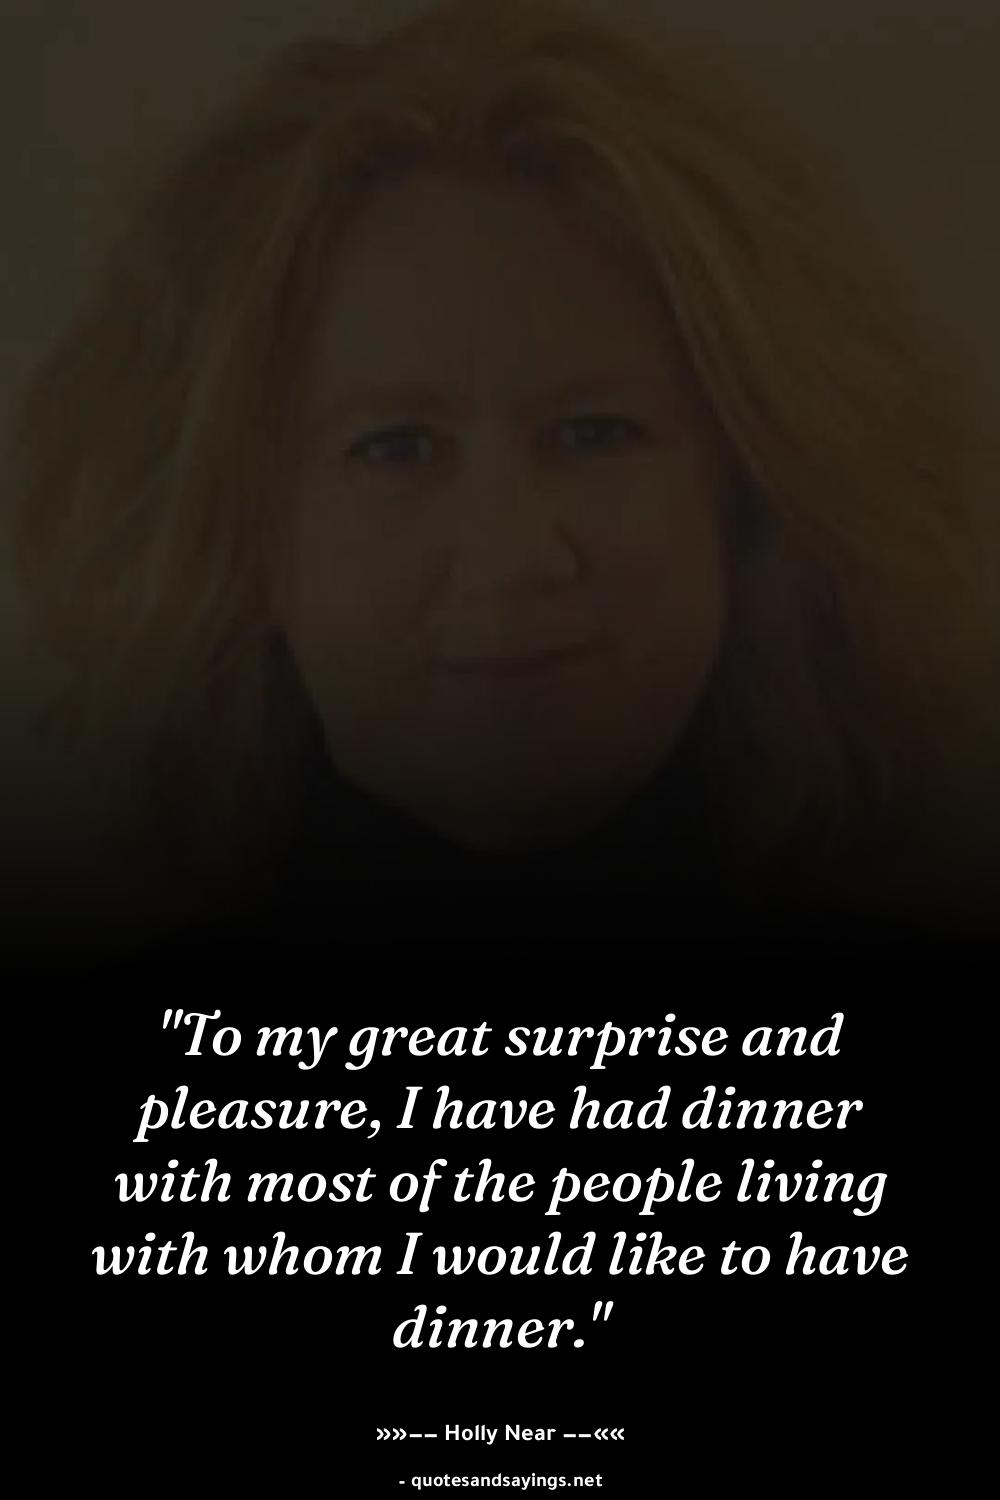 "To my great surprise and
pleasure, I have had dinner
with most of the people living
with whom I would like to have
dinner."
»»–– Holly Near ––««
- quotesandsayings.net